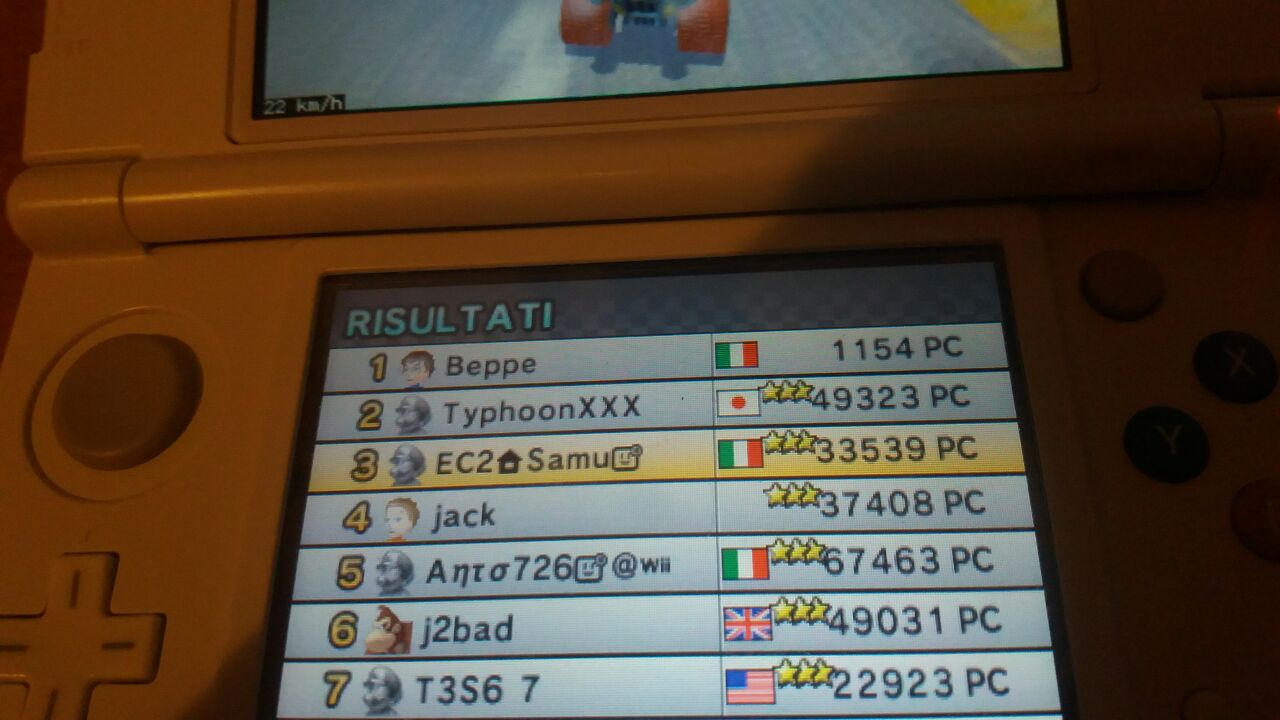 22 km/h
RISULTATI
1 Beppe 1154 PC
2 TyphoonXXX 49323 PC
3 EC2 Samu 33539 PC
4 jack 37408 PC
5 Aητσ726 @Wii 67463 PC
6 j2bad 49031 PC
7 T3S6 7 22923 PC
X
Y